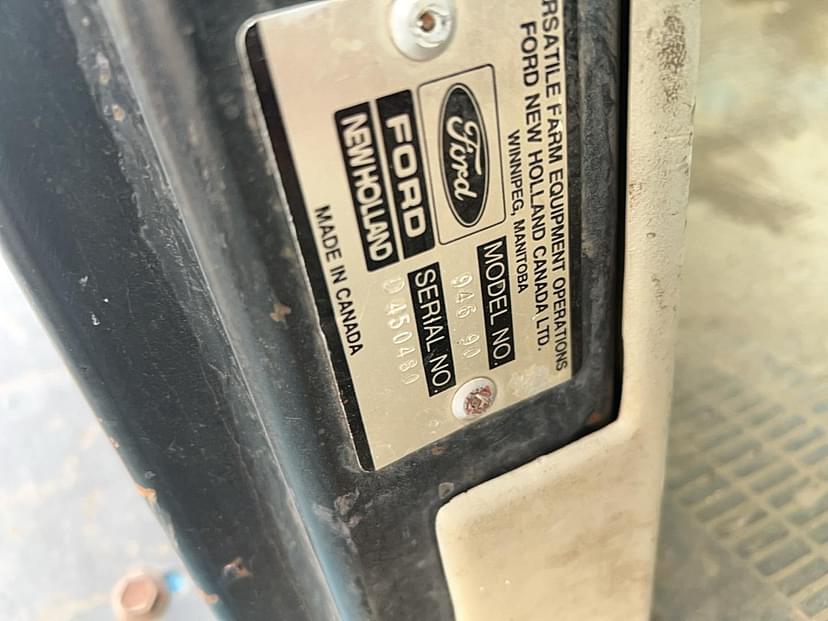 RSATILE FARM EQUIPMENT OPERATIONS
FORD NEW HOLLAND CANADA LTD.
WINNIPEG, MANITOBA
Ford
FORD
NEW HOLLAND
MODEL NO.
946 90
SERIAL NO.
D 450480
MADE IN CANADA